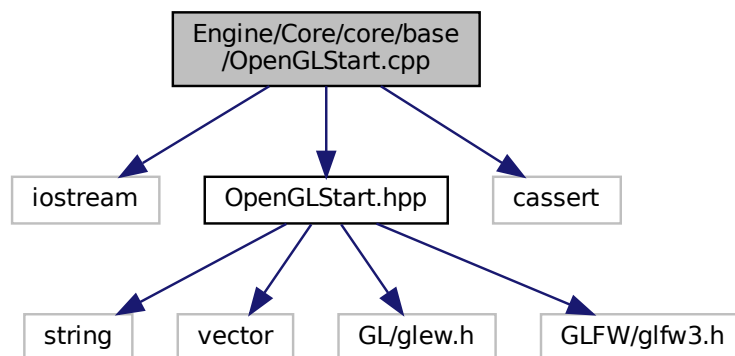 Engine/Core/core/base
/OpenGLStart.cpp
iostream
OpenGLStart.hpp
cassert
string
vector
GL/glew.h
GLFW/glfw3.h